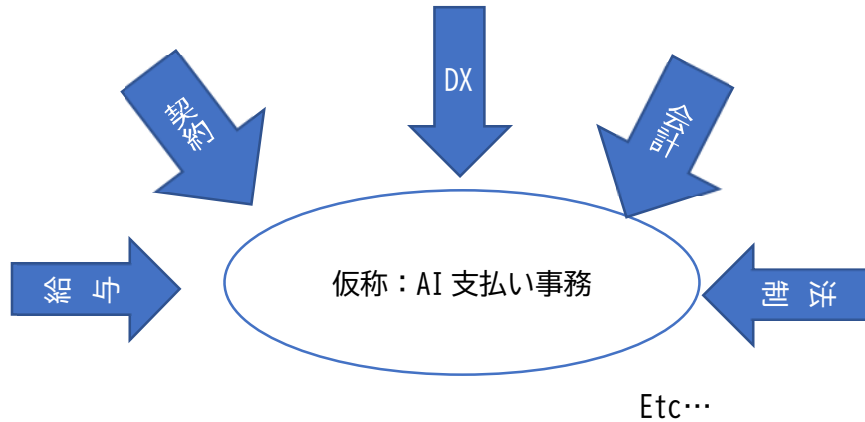 DX
契約
会計
給与
仮称：AI 支払い事務
法制
Etc…